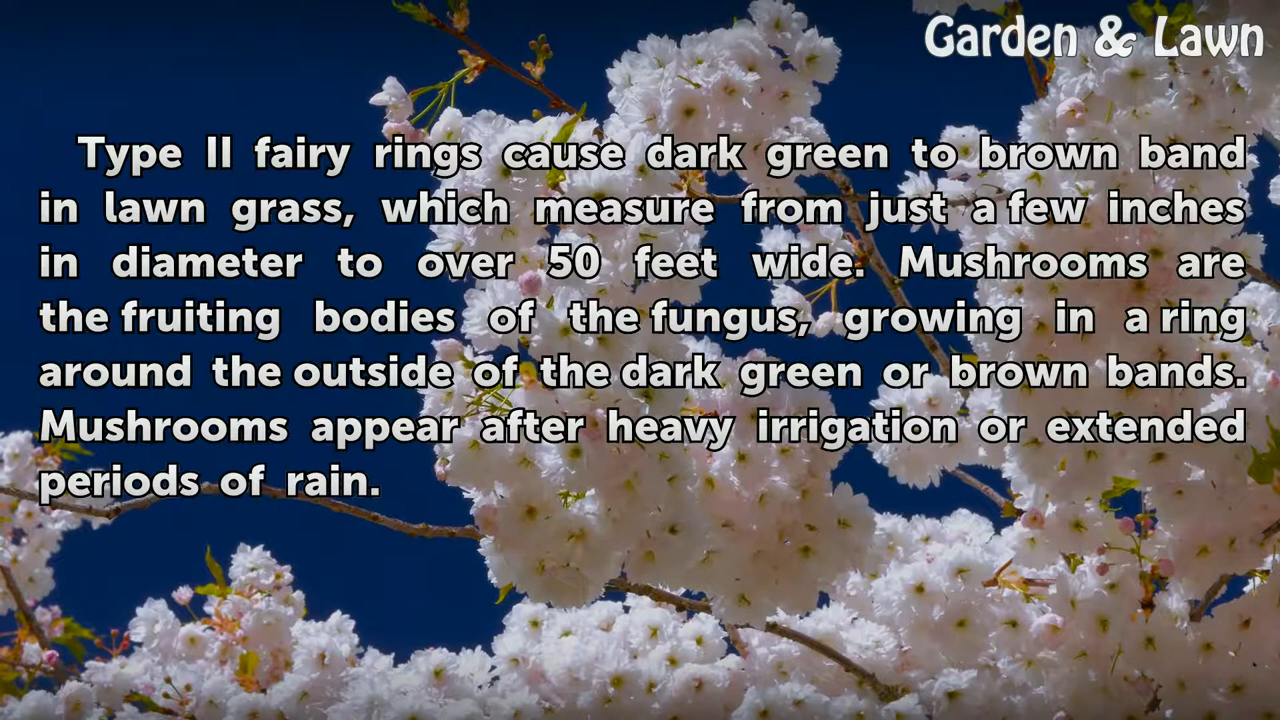 Garden & Lawn
Type II fairy rings cause dark green to brown band
in lawn grass, which measure from just a few inches
in diameter to over 50 feet wide. Mushrooms are
the fruiting bodies of the fungus, growing in a ring
around the outside of the dark green or brown bands.
Mushrooms appear after heavy irrigation or extended
periods of rain.